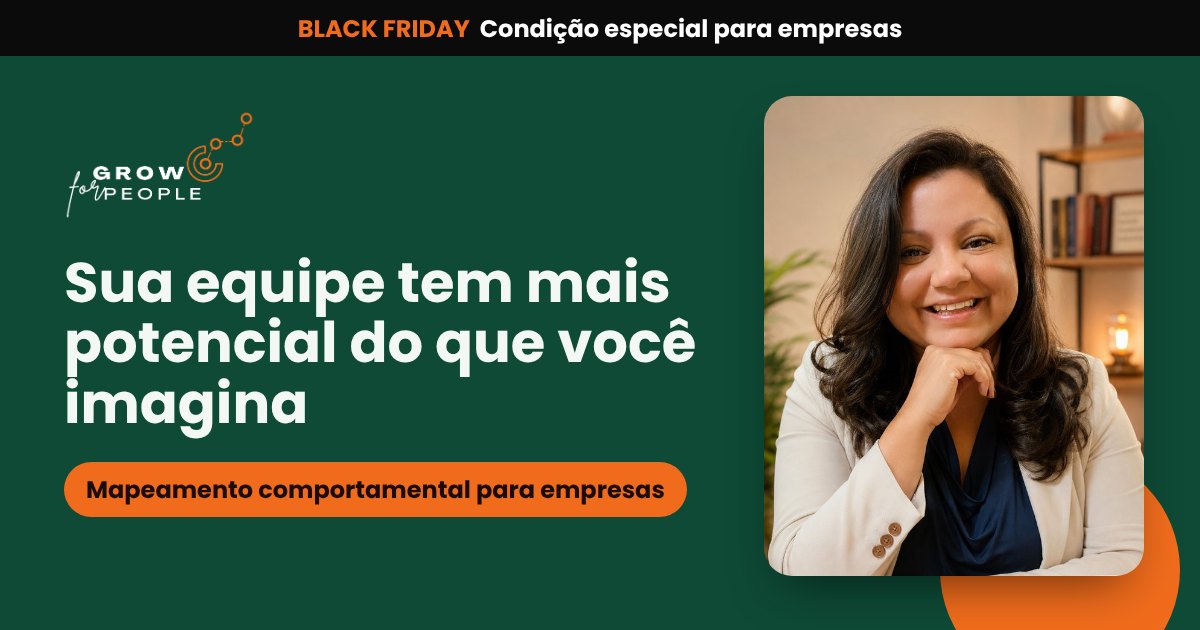 BLACK FRIDAY Condição especial para empresas
GROW
for PEOPLE
Sua equipe tem mais
potencial do que você
imagina
Mapeamento comportamental para empresas